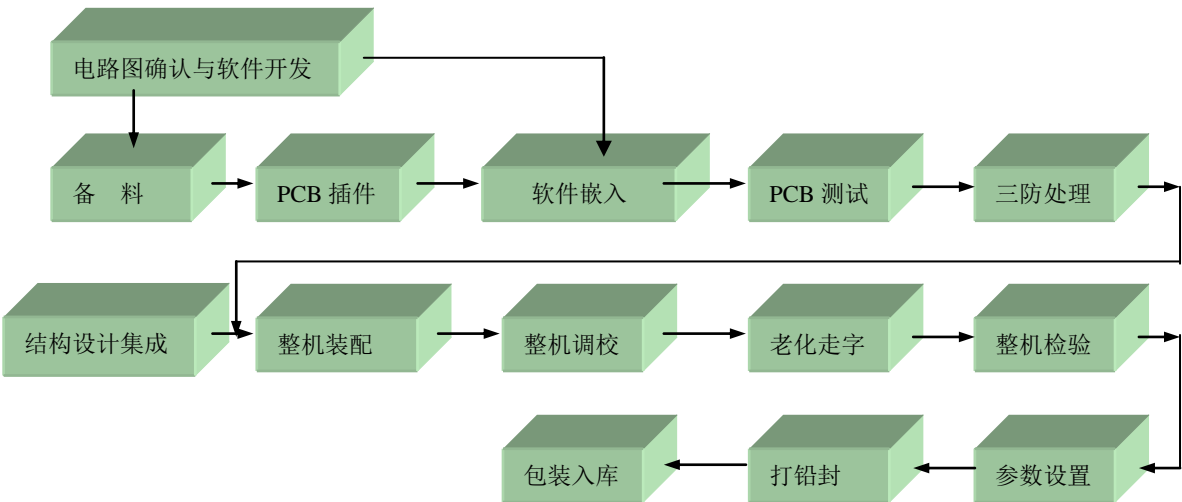 电路图确认与软件开发
备 料
PCB 插件
软件嵌入
PCB 测试
三防处理
结构设计集成
整机装配
整机调校
老化走字
整机检验
包装入库
打铅封
参数设置